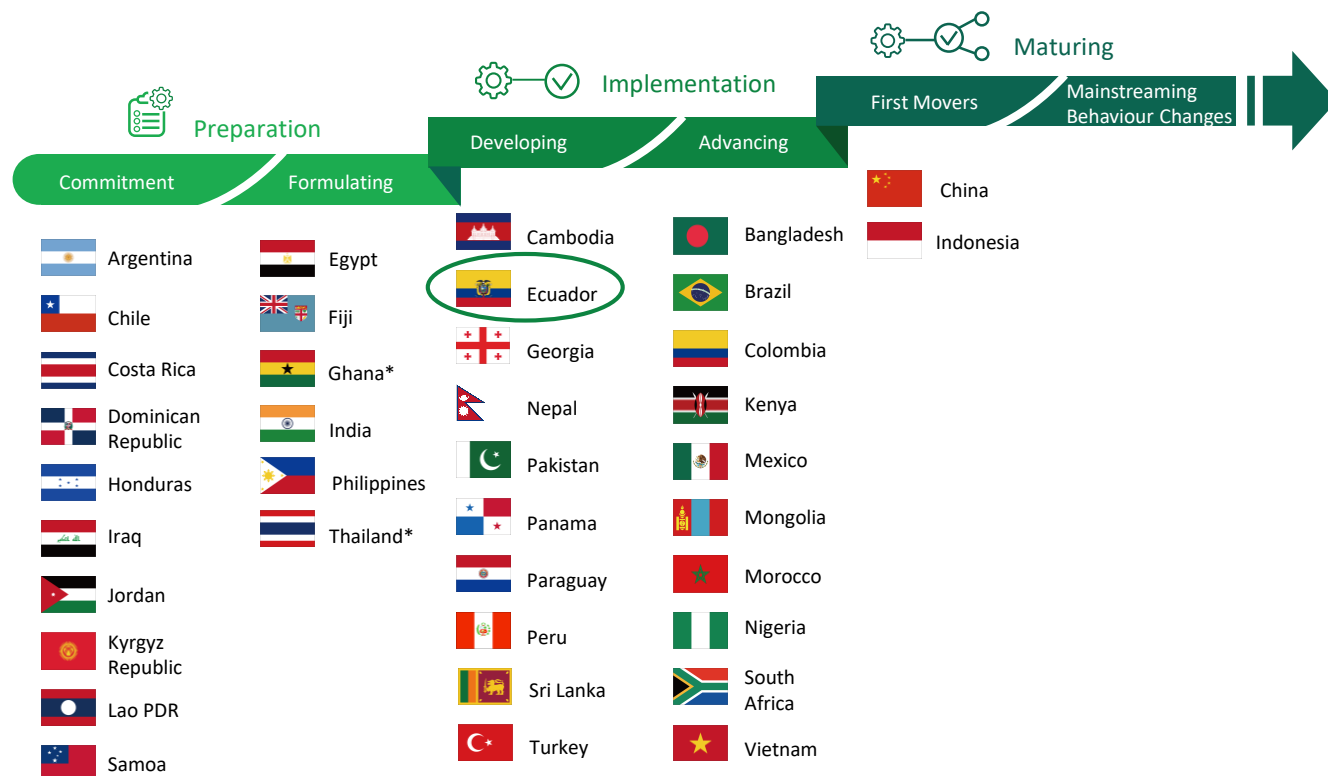 Preparation
Commitment
Formulating
Argentina
Chile
Costa Rica
Dominican
Republic
Honduras
Iraq
Jordan
Kyrgyz
Republic
Lao PDR
Samoa
Egypt
Fiji
Ghana*
India
Philippines
Thailand*
Implementation
Developing
Advancing
Cambodia
Ecuador
Georgia
Nepal
Pakistan
Panama
Paraguay
Peru
Sri Lanka
Turkey
Bangladesh
Brazil
Colombia
Kenya
Mexico
Mongolia
Morocco
Nigeria
South
Africa
Vietnam
Maturing
First Movers
Mainstreaming
Behaviour Changes
China
Indonesia